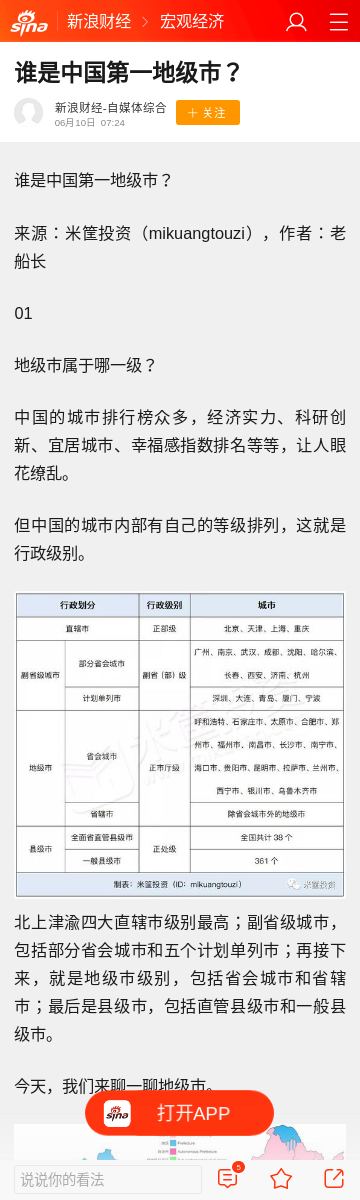 sina
新浪财经
宏观经济
谁是中国第一地级市？
新浪财经-自媒体综合
06月10日 07:24
＋ 关注
谁是中国第一地级市？
来源：米筐投资（mikuangtouzi），作者：老
船长
01
地级市属于哪一级？
中国的城市排行榜众多，经济实力、科研创
新、宜居城市、幸福感指数排名等等，让人眼
花缭乱。
但中国的城市内部有自己的等级排列，这就是
行政级别。
行政划分 行政级别 城市
直辖市 正部级 北京、天津、上海、重庆
副省级城市 部分省会城市 副省（部）级 广州、南京、武汉、成都、沈阳、哈尔滨、
长春、西安、济南、杭州
计划单列市 深圳、大连、青岛、厦门、宁波
地级市 省会城市 正市厅级 呼和浩特、石家庄市、太原市、合肥市、郑
州市、福州市、南昌市、长沙市、南宁市、
海口市、贵阳市、昆明市、拉萨市、兰州市、
西宁市、银川市、乌鲁木齐市
省辖市 除省会城市外的地级市
县级市 全面省直管县级市 正处级 全国共计 38 个
一般县级市 361 个
制表：米筐投资（ID：mikuangtouzi）
米筐投资
北上津渝四大直辖市级别最高；副省级城市，
包括部分省会城市和五个计划单列市；再接下
来，就是地级市级别，包括省会城市和省辖
市；最后是县级市，包括直管县级市和一般县
级市。
今天，我们来聊一聊地级市。
sina
打开APP
Prefecture
Autonomous Prefecture
说说你的看法
5